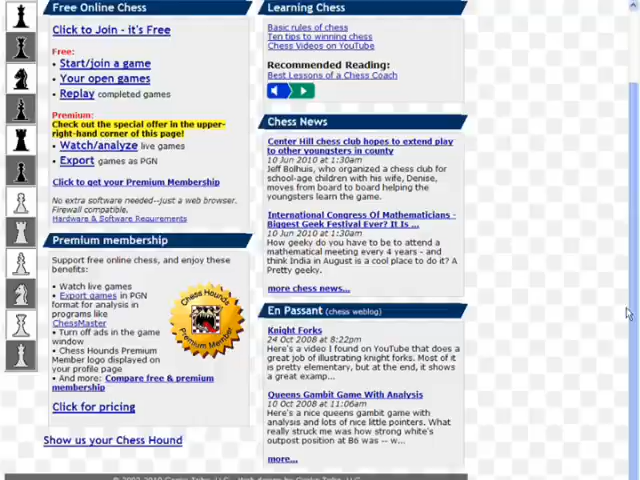 Free Online Chess
Click to Join - it's Free
Free:
• Start/join a game
• Your open games
• Replay completed games
Premium:
Check out the special offer in the upper-
right-hand corner of this page!
• Watch/analyze live games
• Export games as PGN
Click to get your Premium Membership
No extra software needed--just a web browser.
Firewall compatible.
Hardware & Software Requirements
Premium membership
Support free online chess, and enjoy these
benefits:
• Watch live games
• Export games in PGN
format for analysis in
programs like
ChessMaster
• Turn off ads in the game
window
• Chess Hounds Premium
Member logo displayed on
your profile page
• And more: Compare free & premium
membership
Chess Hounds
Premium Member
Click for pricing
Show us your Chess Hound
Learning Chess
Basic rules of chess
Ten tips to winning chess
Chess Videos on YouTube
Recommended Reading:
Best Lessons of a Chess Coach
Chess News
Center Hill chess club hopes to extend play
to other youngsters in county
10 Jun 2010 at 1:30am
Jeff Bolhuis, who organized a chess club for
school-age children with his wife, Denise,
moves from board to board helping the
youngsters learn the game.
International Congress Of Mathematicians -
Biggest Geek Festival Ever? It Is ...
10 Jun 2010 at 1:30am
How geeky do you have to be to attend a
mathematical meeting every 4 years - and
think India in August is a cool place to do it? A
Pretty geeky.
more chess news...
En Passant (chess weblog)
Knight Forks
24 Oct 2008 at 8:22pm
Here's a video I found on YouTube that does a
great job of illustrating knight forks. Most of it
is pretty elementary, but at the end, it shows
a great examp...
Queens Gambit Game With Analysis
10 Oct 2008 at 11:06am
Here's a nice queens gambit game with
analysis and lots of nice little pointers. What
really struck me was how strong white's
outpost position at B6 was -- w...
more...